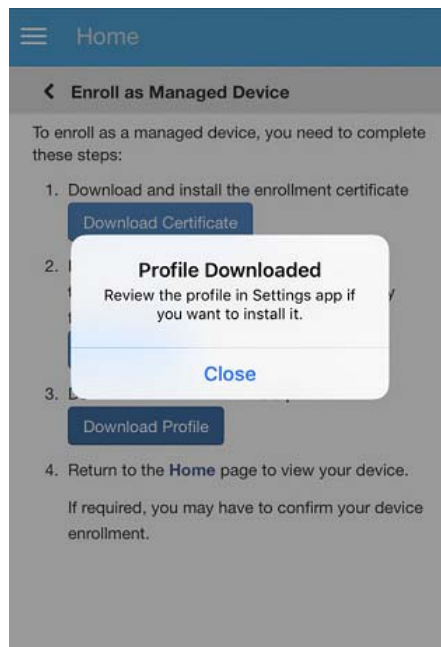 Home
Enroll as Managed Device
To enroll as a managed device, you need to complete
these steps:
1. Download and install the enrollment certificate
Download Certificate
2.
Profile Downloaded
Review the profile in Settings app if
you want to install it.
Close
3.
Download Profile
4. Return to the Home page to view your device.
If required, you may have to confirm your device
enrollment.